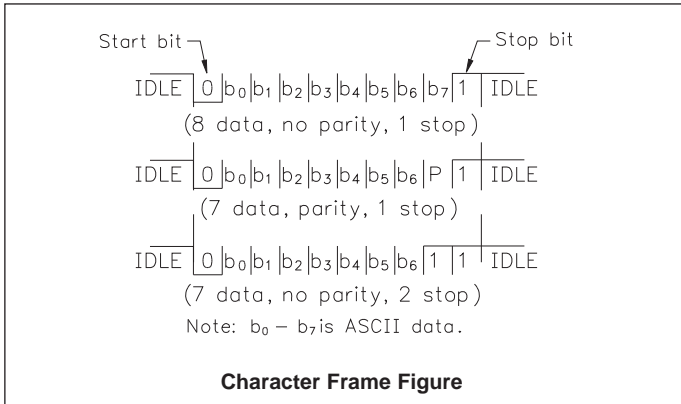 Start bit Stop bit
IDLE 0 b₀ b₁ b₂ b₃ b₄ b₅ b₆ b₇ 1 IDLE
(8 data, no parity, 1 stop)
IDLE 0 b₀ b₁ b₂ b₃ b₄ b₅ b₆ P 1 IDLE
(7 data, parity, 1 stop)
IDLE 0 b₀ b₁ b₂ b₃ b₄ b₅ b₆ 1 1 IDLE
(7 data, no parity, 2 stop)
Note: b₀ – b₇ is ASCII data.
Character Frame Figure